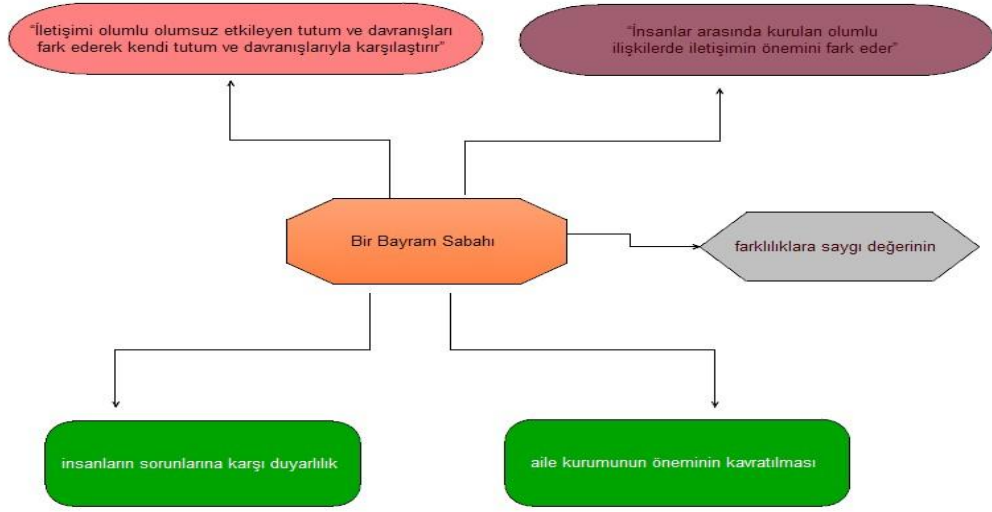 “İletişimi olumlu olumsuz etkileyen tutum ve davranışları
fark ederek kendi tutum ve davranışlarıyla karşılaştırır”
“İnsanlar arasında kurulan olumlu
ilişkilerde iletişimin önemini fark eder”
Bir Bayram Sabahı
farklılıklara saygı değerinin
insanların sorunlarına karşı duyarlılık
aile kurumunun öneminin kavratılması